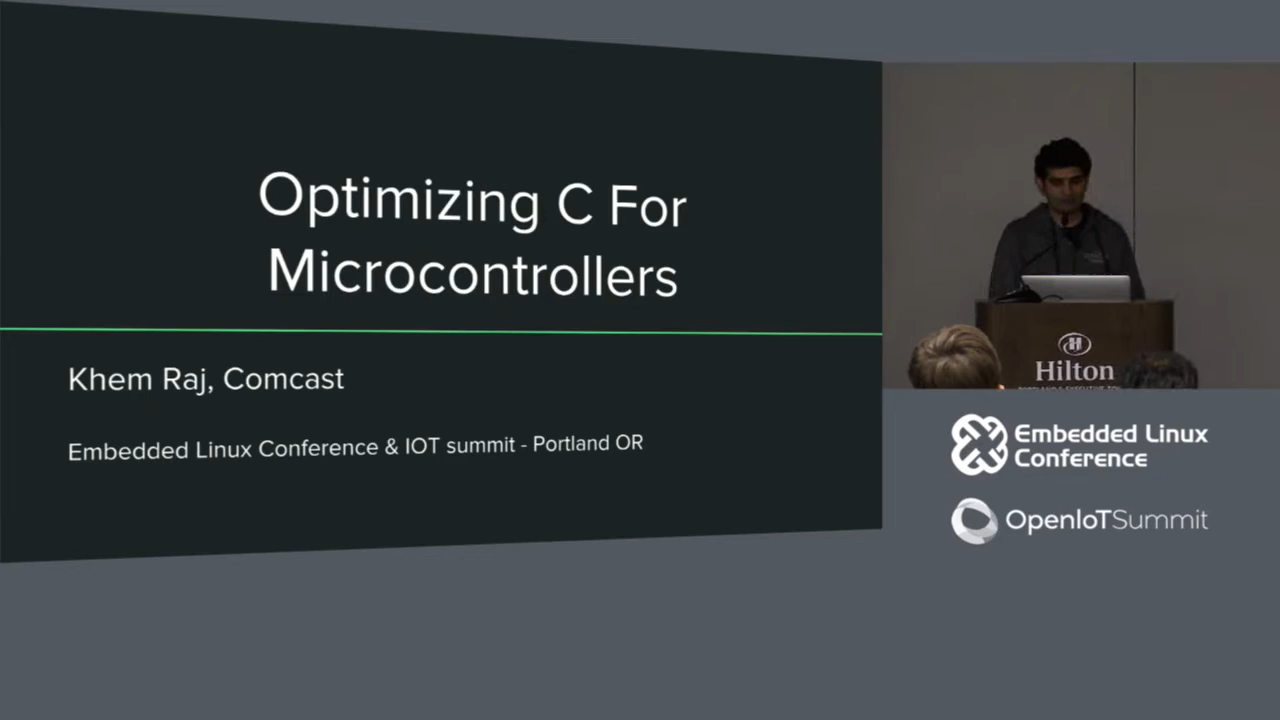 Optimizing C For
Microcontrollers
Khem Raj, Comcast
Embedded Linux Conference & IOT summit - Portland OR
H
Hilton
Embedded Linux
Conference
OpenIoTSummit